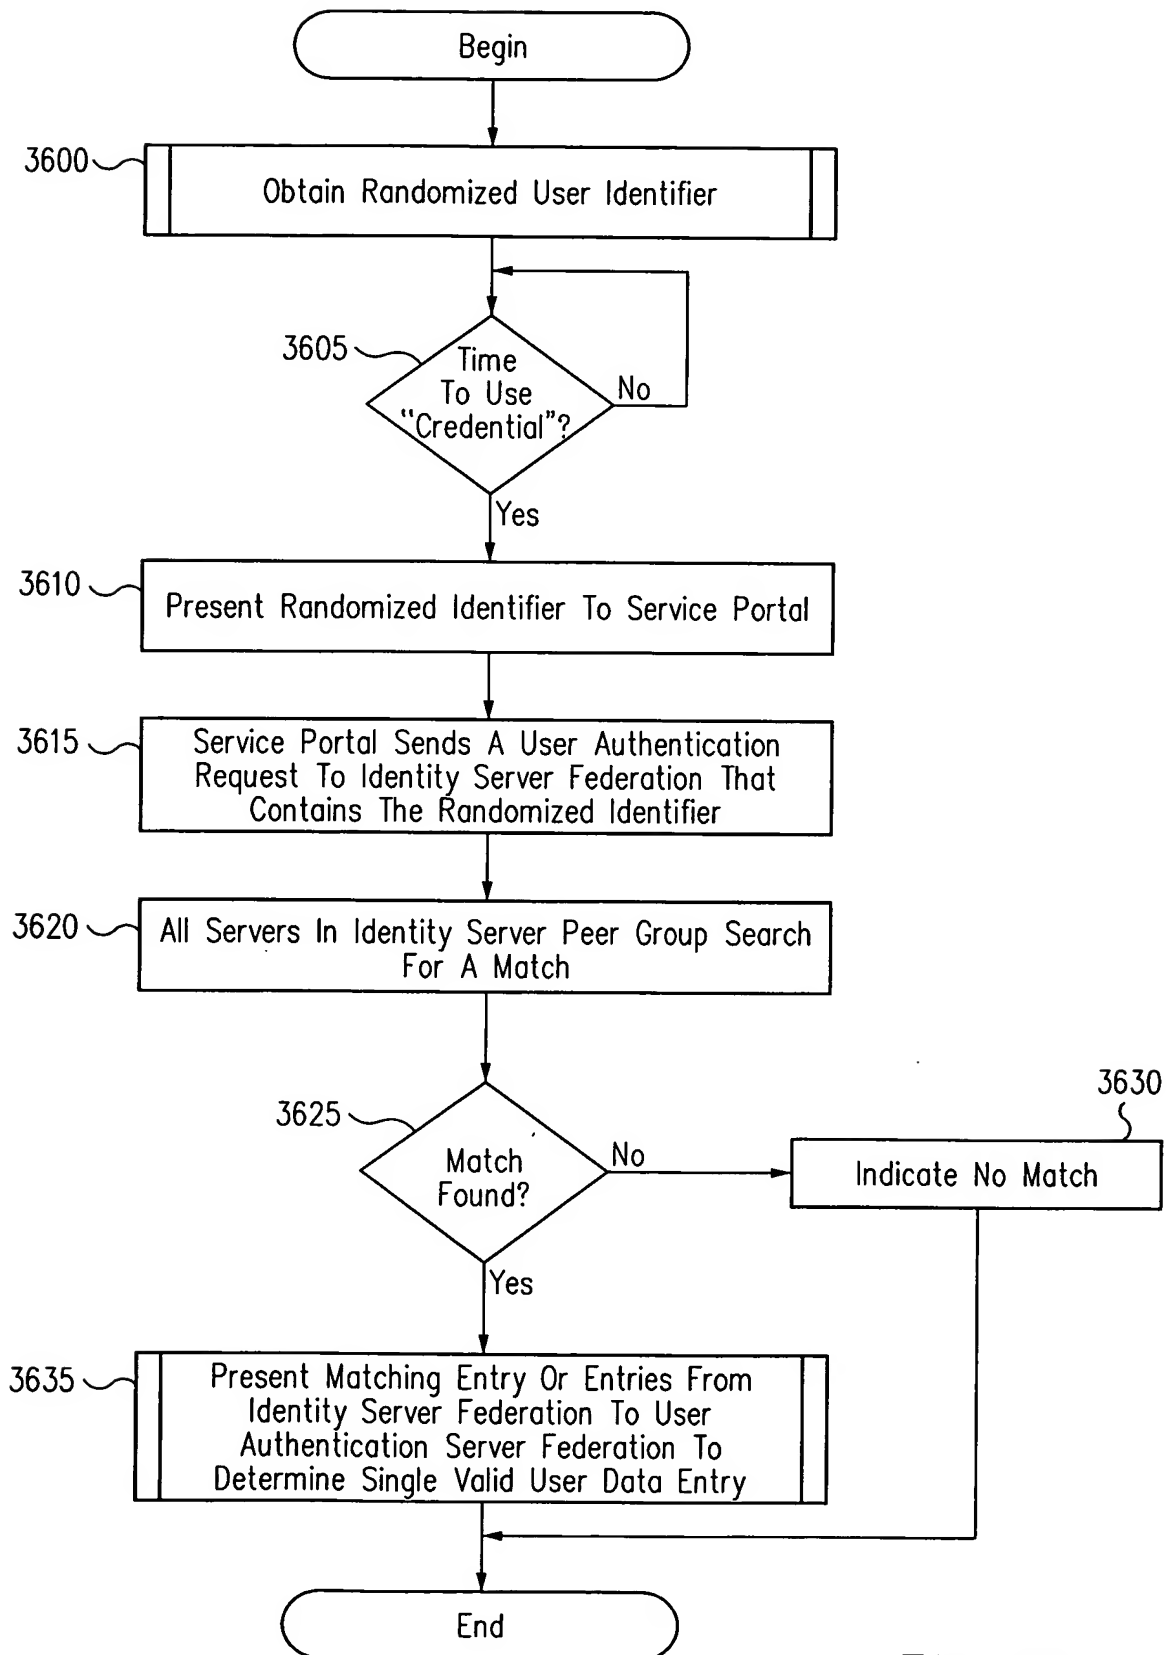 Begin
3600
Obtain Randomized User Identifier
3605
Time
To Use
"Credential"?
No
Yes
3610
Present Randomized Identifier To Service Portal
3615
Service Portal Sends A User Authentication
Request To Identity Server Federation That
Contains The Randomized Identifier
3620
All Servers In Identity Server Peer Group Search
For A Match
3625
Match
Found?
No
3630
Indicate No Match
Yes
3635
Present Matching Entry Or Entries From
Identity Server Federation To User
Authentication Server Federation To
Determine Single Valid User Data Entry
End